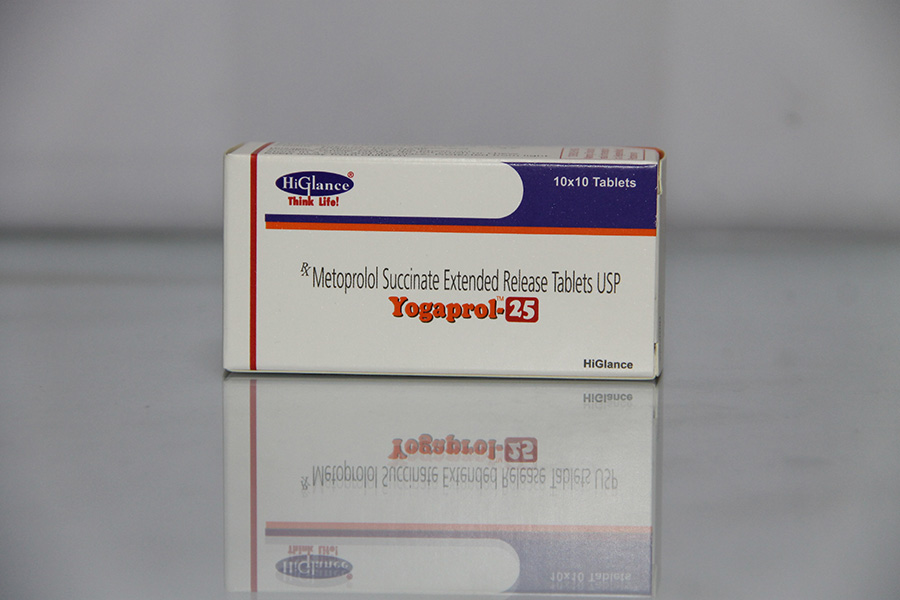 HiGlance®
Think Life!
10x10 Tablets
℞ Metoprolol Succinate Extended Release Tablets USP
Yogaprol™-25
HiGlance